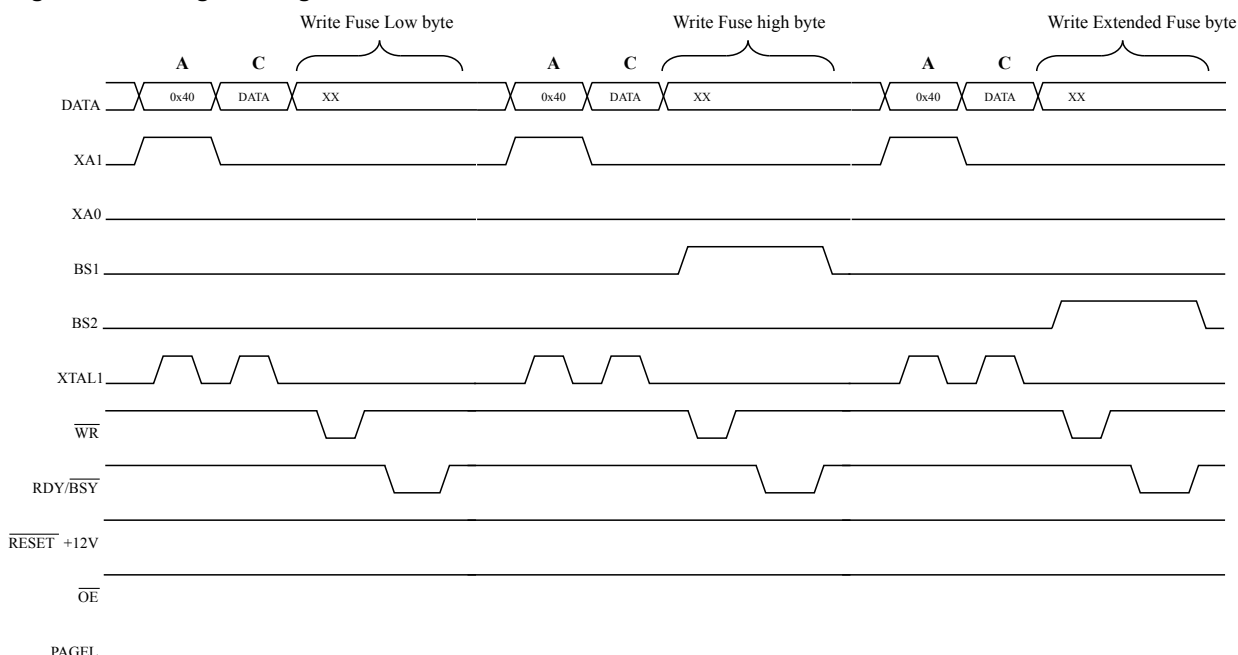 Write Fuse Low byte Write Fuse high byte Write Extended Fuse byte
A C A C A C
DATA 0x40 DATA XX 0x40 DATA XX 0x40 DATA XX
XA1
XA0
BS1
BS2
XTAL1
WR
RDY/BSY
RESET +12V
OE
PAGEL